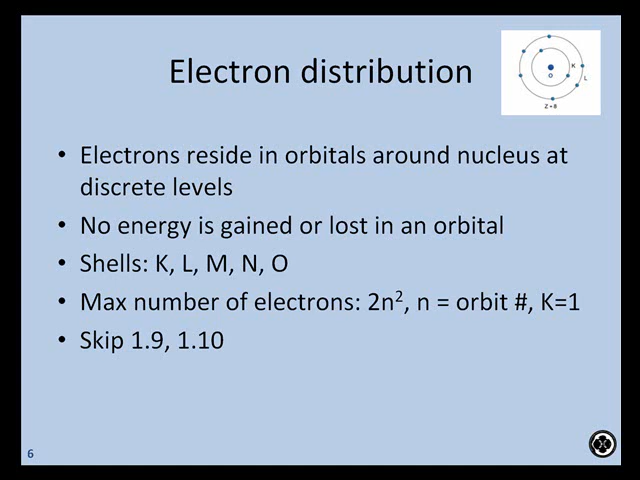 Electron distribution
K
L
Z = 8
• Electrons reside in orbitals around nucleus at
discrete levels
• No energy is gained or lost in an orbital
• Shells: K, L, M, N, O
• Max number of electrons: 2n², n = orbit #, K=1
• Skip 1.9, 1.10
6